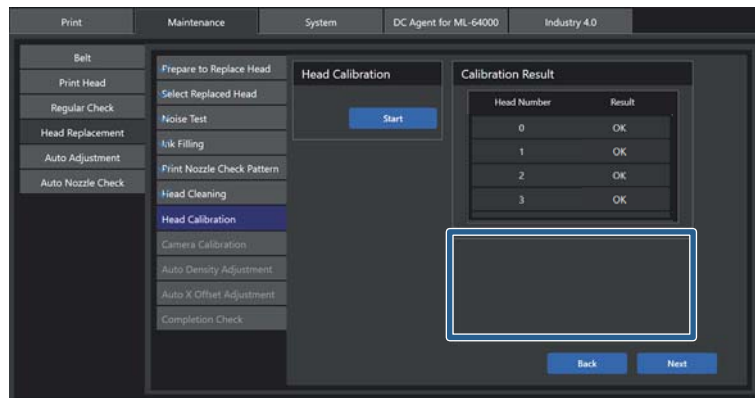 Print
Maintenance
System
DC Agent for ML-64000
Industry 4.0
Belt
Print Head
Regular Check
Head Replacement
Auto Adjustment
Auto Nozzle Check
Prepare to Replace Head
Select Replaced Head
Noise Test
Ink Filling
Print Nozzle Check Pattern
Head Cleaning
Head Calibration
Camera Calibration
Auto Density Adjustment
Auto X Offset Adjustment
Completion Check
Head Calibration
Start
Calibration Result
Head Number Result
0 OK
1 OK
2 OK
3 OK
Back
Next